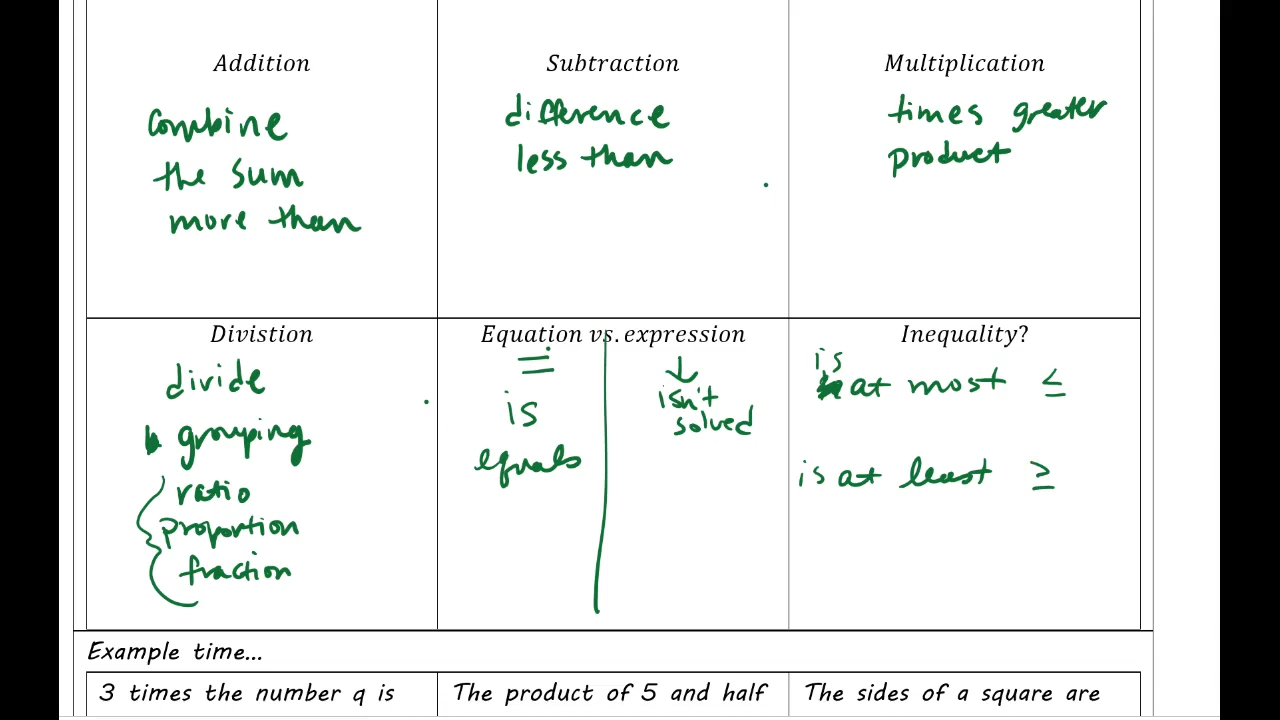 Addition
combine
the sum
more than
Subtraction
difference
less than
Multiplication
times greater
product
Divistion
divide
grouping
ratio
proportion
fraction
Equation vs. expression
=
is
equals
↓
isn't
solved
Inequality?
is
at most ≤
is at least ≥
Example time...
3 times the number q is
The product of 5 and half
The sides of a square are